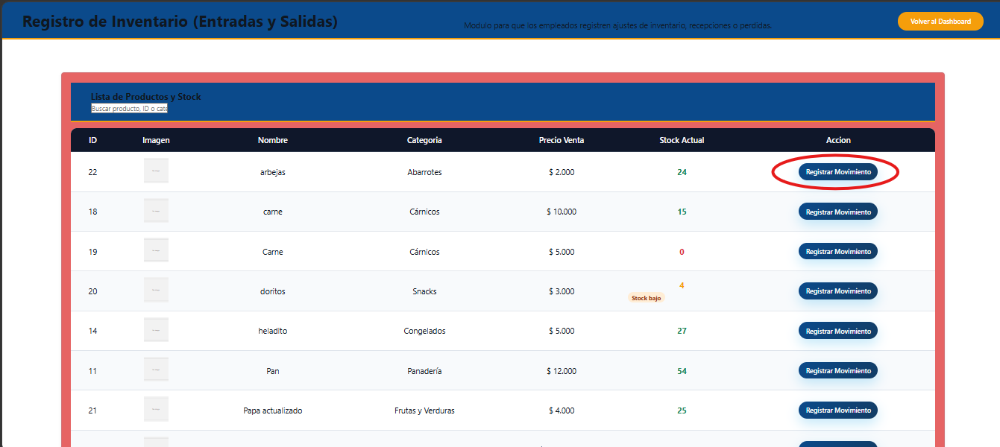 Registro de Inventario (Entradas y Salidas)
Modulo para que los empleados registren ajustes de inventario, recepciones o perdidas.
Volver al Dashboard
Lista de Productos y Stock
Buscar producto, ID o cate
ID Imagen Nombre Categoria Precio Venta Stock Actual Accion
22 arbejas Abarrotes $ 2.000 24 Registrar Movimiento
18 carne Cárnicos $ 10.000 15 Registrar Movimiento
19 Carne Cárnicos $ 5.000 0 Registrar Movimiento
20 doritos Snacks $ 3.000 4 Registrar Movimiento
Stock bajo
14 heladito Congelados $ 5.000 27 Registrar Movimiento
11 Pan Panadería $ 12.000 54 Registrar Movimiento
21 Papa actualizado Frutas y Verduras $ 4.000 25 Registrar Movimiento